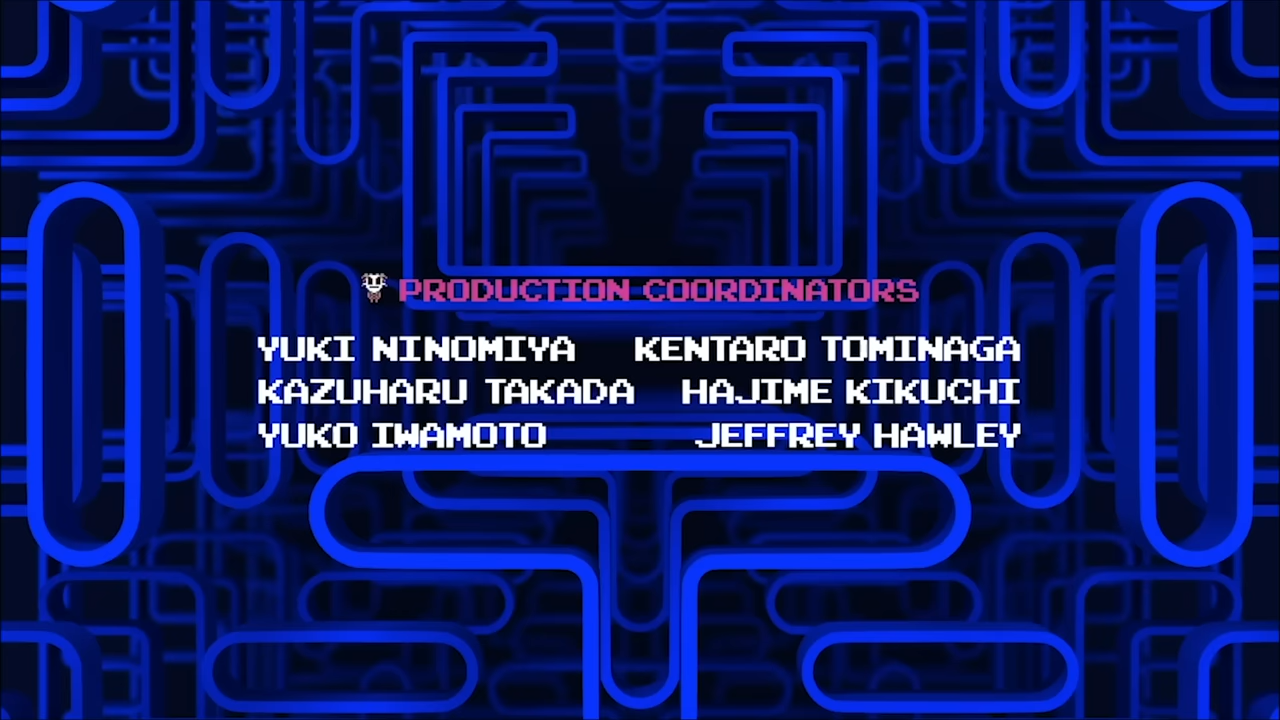 PRODUCTION COORDINATORS
YUKI NINOMIYA KENTARO TOMINAGA
KAZUHARU TAKADA HAJIME KIKUCHI
YUKO IWAMOTO JEFFREY HAWLEY